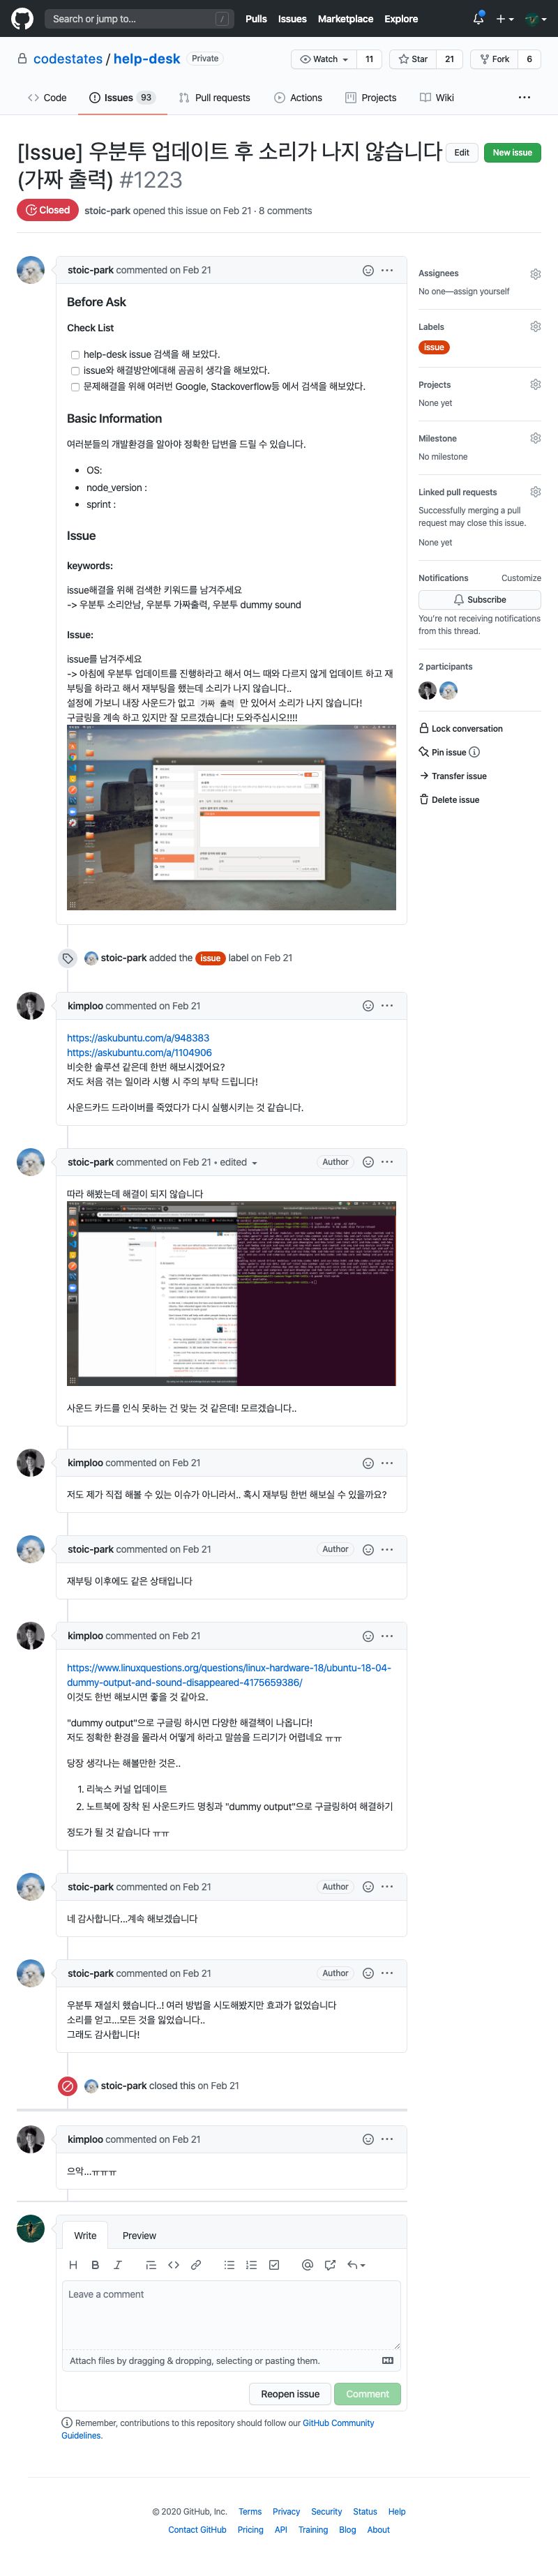 Search or jump to...
/
Pulls Issues Marketplace Explore
codestates / help-desk Private
Watch 11 Star 21 Fork 6
Code Issues 93 Pull requests Actions Projects Wiki
[Issue] 우분투 업데이트 후 소리가 나지 않습니다
(가짜 출력) #1223
Edit New issue
Closed stoic-park opened this issue on Feb 21 · 8 comments
stoic-park commented on Feb 21
Before Ask
Check List
help-desk issue 검색을 해 보았다.
issue와 해결방안에대해 곰곰히 생각을 해보았다.
문제해결을 위해 여러번 Google, Stackoverflow등 에서 검색을 해보았다.
Basic Information
여러분들의 개발환경을 알아야 정확한 답변을 드릴 수 있습니다.
• OS:
• node_version :
• sprint :
Issue
keywords:
issue해결을 위해 검색한 키워드를 남겨주세요
-> 우분투 소리안남, 우분투 가짜출력, 우분투 dummy sound
Issue:
issue를 남겨주세요
-> 아침에 우분투 업데이트를 진행하라고 해서 여느 때와 다르지 않게 업데이트 하고 재
부팅을 하라고 해서 재부팅을 했는데 소리가 나지 않습니다..
설정에 가보니 내장 사운드가 없고 가짜 출력 만 있어서 소리가 나지 않습니다!
구글링을 계속 하고 있지만 잘 모르겠습니다! 도와주십시오!!!!
Assignees
No one—assign yourself
Labels
issue
Projects
None yet
Milestone
No milestone
Linked pull requests
Successfully merging a pull
request may close this issue.
None yet
Notifications Customize
Subscribe
You're not receiving notifications
from this thread.
2 participants
Lock conversation
Pin issue
Transfer issue
Delete issue
stoic-park added the issue label on Feb 21
kimploo commented on Feb 21
https://askubuntu.com/a/948383
https://askubuntu.com/a/1104906
비슷한 솔루션 같은데 한번 해보시겠어요?
저도 처음 겪는 일이라 시행 시 주의 부탁 드립니다!
사운드카드 드라이버를 죽였다가 다시 실행시키는 것 같습니다.
stoic-park commented on Feb 21 • edited Author
따라 해봤는데 해결이 되지 않습니다
사운드 카드를 인식 못하는 건 맞는 것 같은데! 모르겠습니다..
kimploo commented on Feb 21
저도 제가 직접 해볼 수 있는 이슈가 아니라서.. 혹시 재부팅 한번 해보실 수 있을까요?
stoic-park commented on Feb 21 Author
재부팅 이후에도 같은 상태입니다
kimploo commented on Feb 21
https://www.linuxquestions.org/questions/linux-hardware-18/ubuntu-18-04-
dummy-output-and-sound-disappeared-4175659386/
이것도 한번 해보시면 좋을 것 같아요.
"dummy output"으로 구글링 하시면 다양한 해결책이 나옵니다!
저도 정확한 환경을 몰라서 어떻게 하라고 말씀을 드리기가 어렵네요 ㅠㅠ
당장 생각나는 해볼만한 것은..
1. 리눅스 커널 업데이트
2. 노트북에 장착 된 사운드카드 명칭과 "dummy output"으로 구글링하여 해결하기
정도가 될 것 같습니다 ㅠㅠ
stoic-park commented on Feb 21 Author
네 감사합니다...계속 해보겠습니다
stoic-park commented on Feb 21 Author
우분투 재설치 했습니다..! 여러 방법을 시도해봤지만 효과가 없었습니다
소리를 얻고...모든 것을 잃었습니다..
그래도 감사합니다!
stoic-park closed this on Feb 21
kimploo commented on Feb 21
으악...ㅠㅠㅠ
Write Preview
Leave a comment
Attach files by dragging & dropping, selecting or pasting them.
Reopen issue Comment
Remember, contributions to this repository should follow our GitHub Community
Guidelines.
© 2020 GitHub, Inc. Terms Privacy Security Status Help
Contact GitHub Pricing API Training Blog About